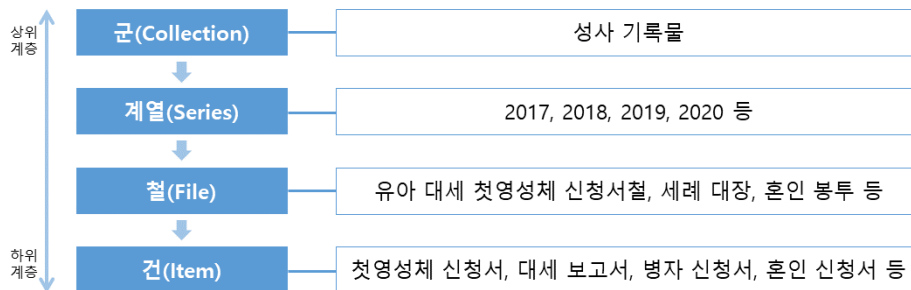 상위
계층
군(Collection)
성사 기록물
계열(Series)
2017, 2018, 2019, 2020 등
철(File)
유아 대세 첫영성체 신청서철, 세례 대장, 혼인 봉투 등
하위
계층
건(Item)
첫영성체 신청서, 대세 보고서, 병자 신청서, 혼인 신청서 등